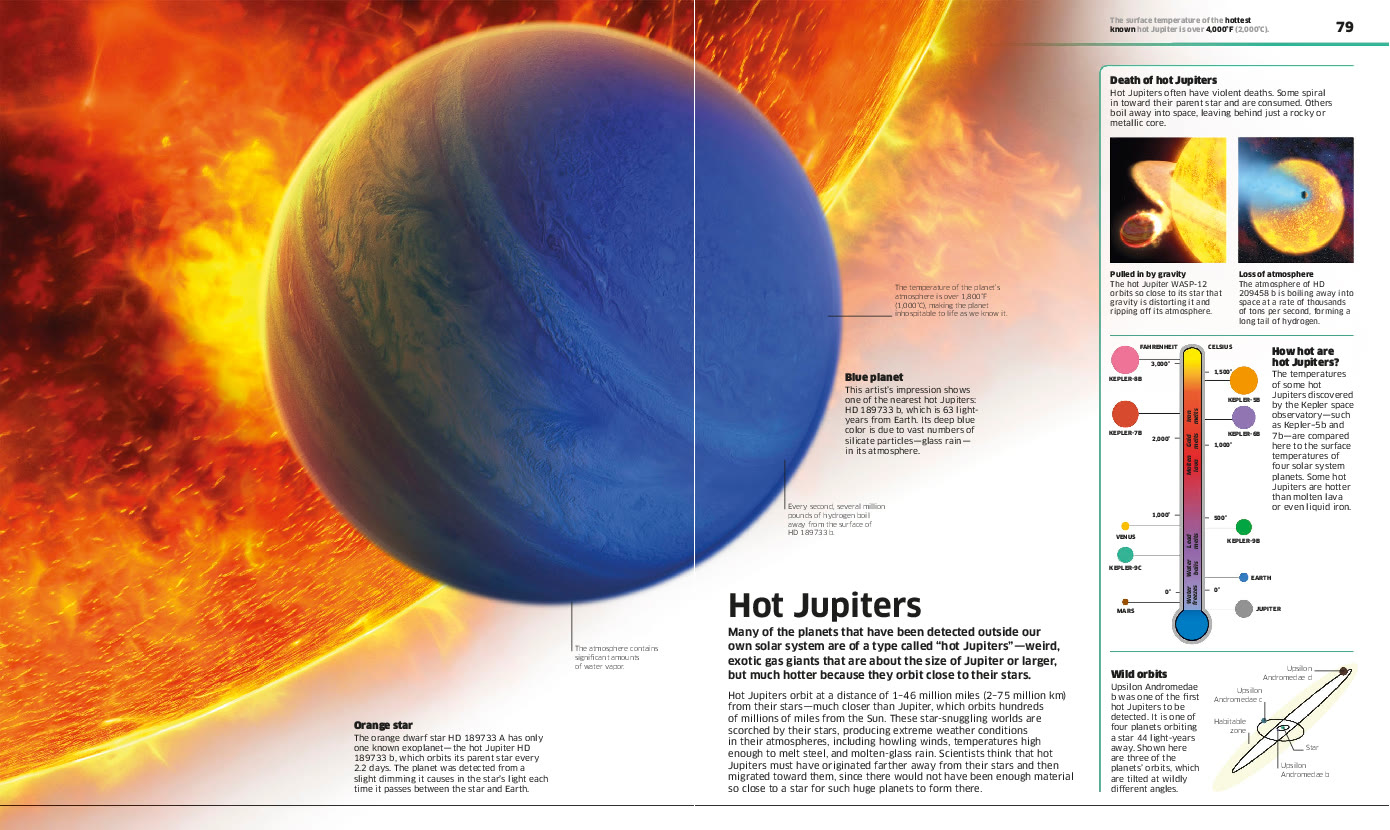 The surface temperature of the hottest
known hot Jupiter is over 4,000°F (2,000°C).
79
The temperature of the planet's
atmosphere is over 1,800°F
(1,000°C), making the planet
inhospitable to life as we know it.
Blue planet
This artist's impression shows
one of the nearest hot Jupiters:
HD 189733 b, which is 63 light-
years from Earth. Its deep blue
color is due to vast numbers of
silicate particles—glass rain—
in its atmosphere.
Every second, several million
pounds of hydrogen boil
away from the surface of
HD 189733 b.
The atmosphere contains
significant amounts
of water vapor.
Orange star
The orange dwarf star HD 189733 A has only
one known exoplanet—the hot Jupiter HD
189733 b, which orbits its parent star every
2.2 days. The planet was detected from a
slight dimming it causes in the star's light each
time it passes between the star and Earth.
Hot Jupiters
Many of the planets that have been detected outside our
own solar system are of a type called “hot Jupiters”—weird,
exotic gas giants that are about the size of Jupiter or larger,
but much hotter because they orbit close to their stars.
Hot Jupiters orbit at a distance of 1–46 million miles (2–75 million km)
from their stars—much closer than Jupiter, which orbits hundreds
of millions of miles from the Sun. These star-snuggling worlds are
scorched by their stars, producing extreme weather conditions
in their atmospheres, including howling winds, temperatures high
enough to melt steel, and molten-glass rain. Scientists think that hot
Jupiters must have originated farther away from their stars and then
migrated toward them, since there would not have been enough material
so close to a star for such huge planets to form there.
Death of hot Jupiters
Hot Jupiters often have violent deaths. Some spiral
in toward their parent star and are consumed. Others
boil away into space, leaving behind just a rocky or
metallic core.
Pulled in by gravity
The hot Jupiter WASP-12
orbits so close to its star that
gravity is distorting it and
ripping off its atmosphere.
Loss of atmosphere
The atmosphere of HD
209458 b is boiling away into
space at a rate of thousands
of tons per second, forming a
long tail of hydrogen.
FAHRENHEIT
CELSIUS
3,000°
1,500°
KEPLER-8B
KEPLER-5B
KEPLER-7B
KEPLER-6B
2,000°
1,000°
Iron
melts
Gold
melts
Molten
lava
1,000°
500°
VENUS
KEPLER-9B
Lead
melts
KEPLER-9C
Water
boils
EARTH
0°
0°
Water
freezes
MARS
JUPITER
How hot are
hot Jupiters?
The temperatures
of some hot
Jupiters discovered
by the Kepler space
observatory—such
as Kepler-5b and
7b—are compared
here to the surface
temperatures of
four solar system
planets. Some hot
Jupiters are hotter
than molten lava
or even liquid iron.
Wild orbits
Upsilon Andromedae
b was one of the first
hot Jupiters to be
detected. It is one of
four planets orbiting
a star 44 light-years
away. Shown here
are three of the
planets' orbits, which
are tilted at wildly
different angles.
Upsilon
Andromedae d
Upsilon
Andromedae c
Habitable
zone
Star
Upsilon
Andromedae b